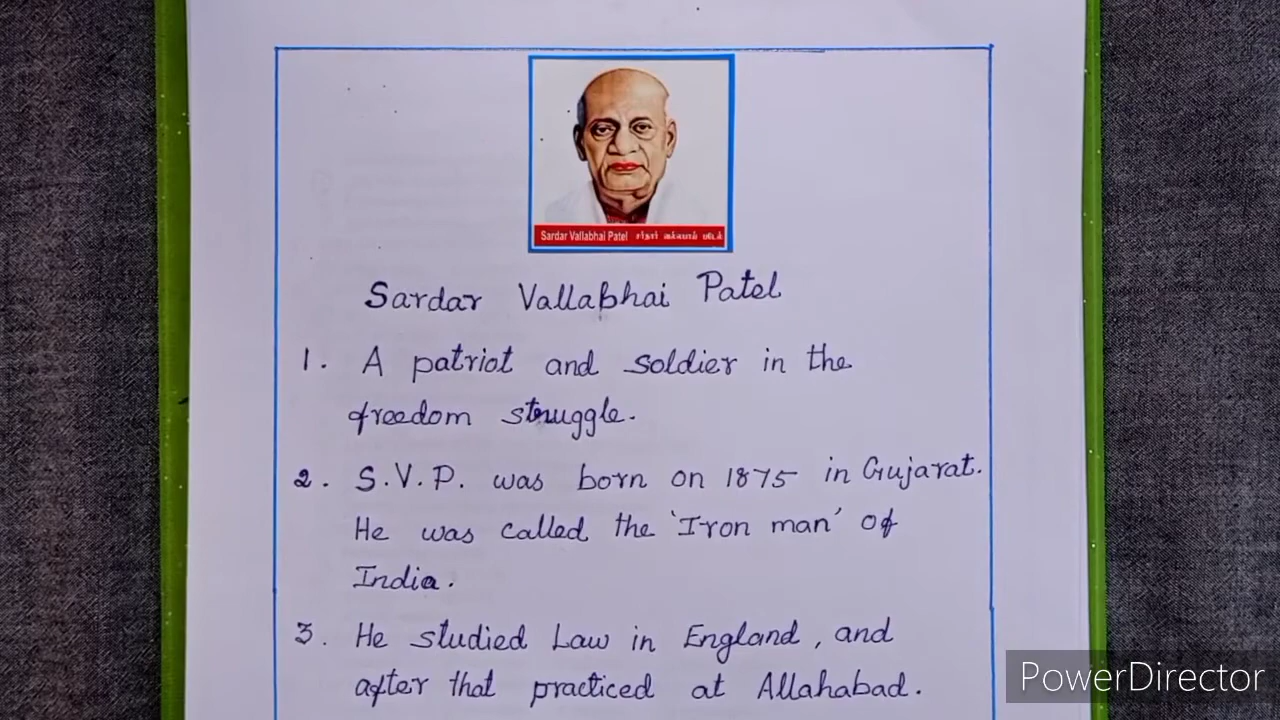 Sardar Vallabhai Patel
Sardar Vallabhai Patel
1. A patriot and soldier in the
freedom struggle.
2. S.V.P. was born on 1875 in Gujarat.
He was called the 'Iron man' of
India.
3. He studied Law in England, and
after that practiced at Allahabad.
PowerDirector